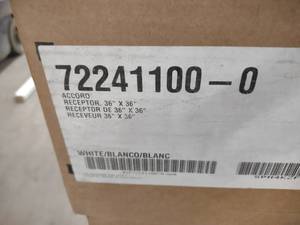 72241100-0
ACCORD
RECEPTOR, 36" X 36"
RECEPTOR DE 36" X 36"
RECEVEUR 36" X 36"
WHITE/BLANCO/BLANC